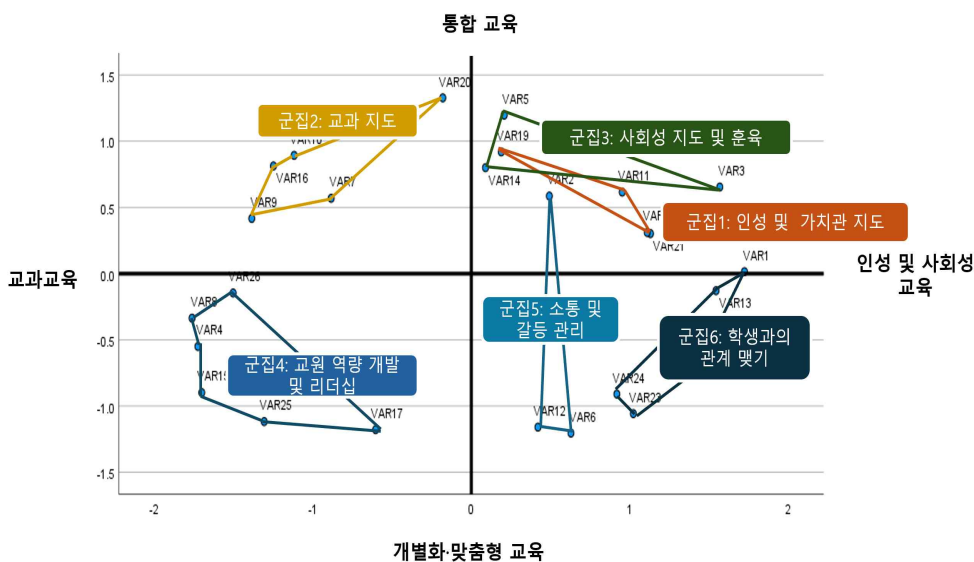 통합 교육
1.5
VAR20
VAR5
군집2: 교과 지도
군집3: 사회성 지도 및 훈육
1.0
VAR19
VAR16
VAR14
VAR2
VAR11
VAR3
VAR7
VAR9
0.5
군집1: 인성 및 가치관 지도
VAR21
교과교육
0.0
VAR26
VAR1
인성 및 사회성
교육
VAR8
VAR13
군집5: 소통 및
갈등 관리
-0.5
VAR4
군집6: 학생과의
관계 맺기
군집4: 교원 역량 개발
및 리더십
VAR24
-1.0
VAR25
VAR17
VAR12
VAR6
-1.5
-2
-1
0
1
2
개별화·맞춤형 교육